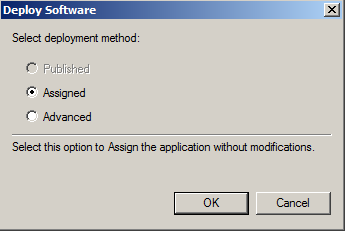 Deploy Software
Select deployment method:
Published
Assigned
Advanced
Select this option to Assign the application without modifications.
OK
Cancel